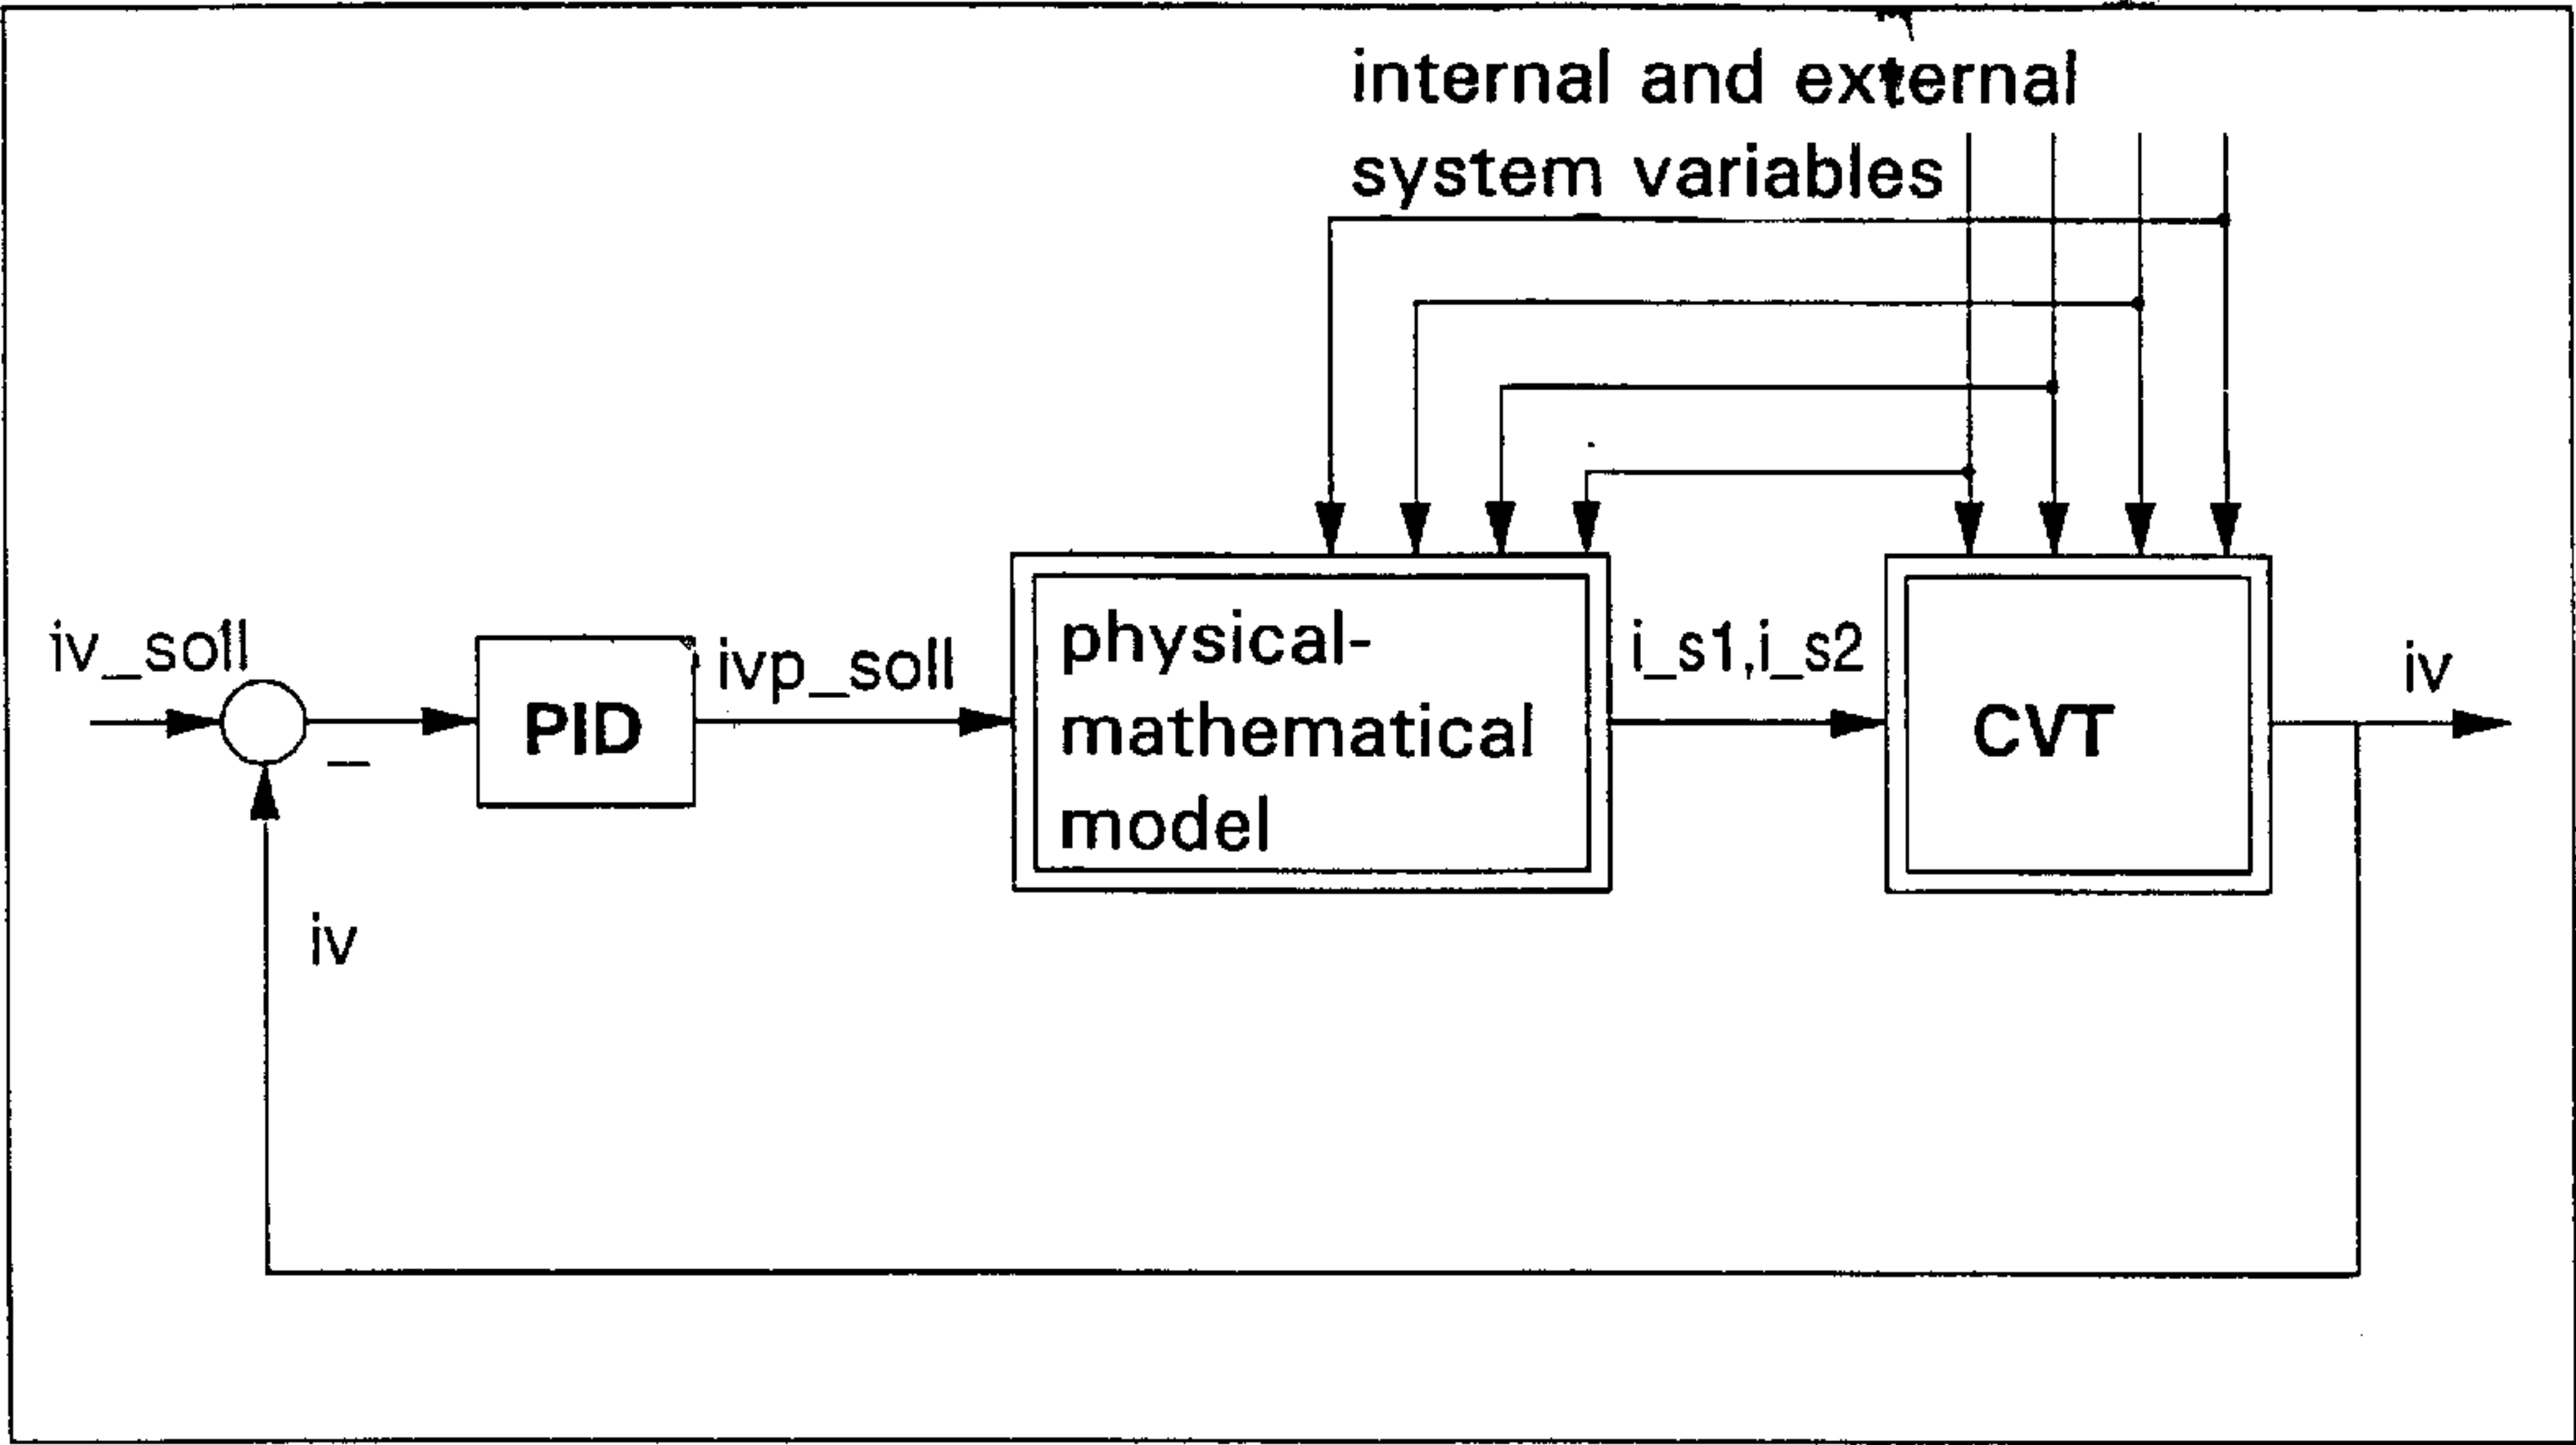 internal and external
system variables
iv_soll
PID
ivp_soll
physical-
mathematical
model
i_s1,i_s2
CVT
iv
–
iv